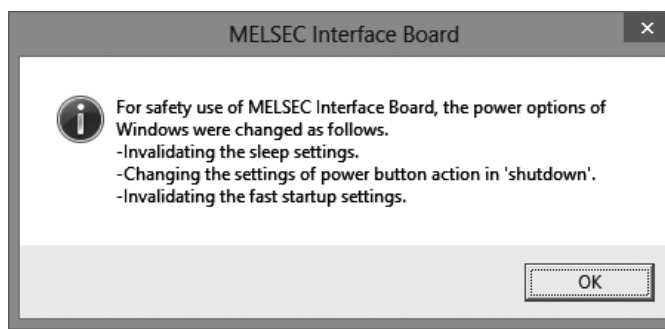 MELSEC Interface Board
For safety use of MELSEC Interface Board, the power options of
Windows were changed as follows.
-Invalidating the sleep settings.
-Changing the settings of power button action in 'shutdown'.
-Invalidating the fast startup settings.
OK